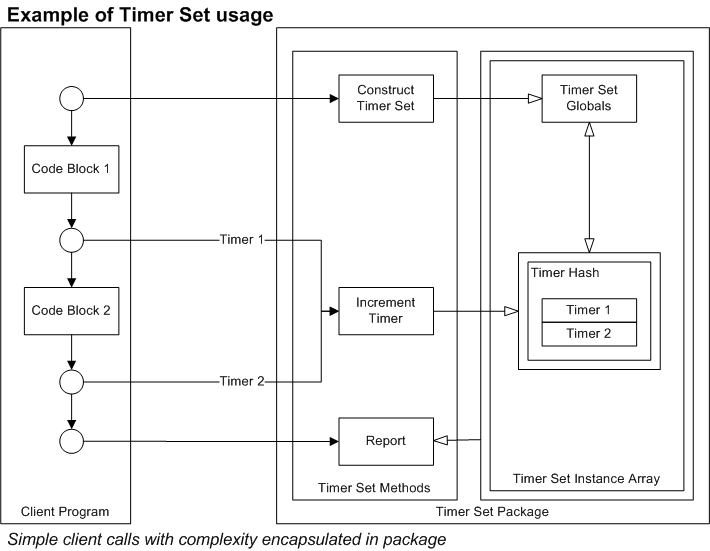 Example of Timer Set usage
Construct
Timer Set
Timer Set
Globals
Code Block 1
Timer 1
Timer Hash
Code Block 2
Increment
Timer
Timer 1
Timer 2
Timer 2
Report
Timer Set Instance Array
Timer Set Methods
Client Program
Timer Set Package
Simple client calls with complexity encapsulated in package